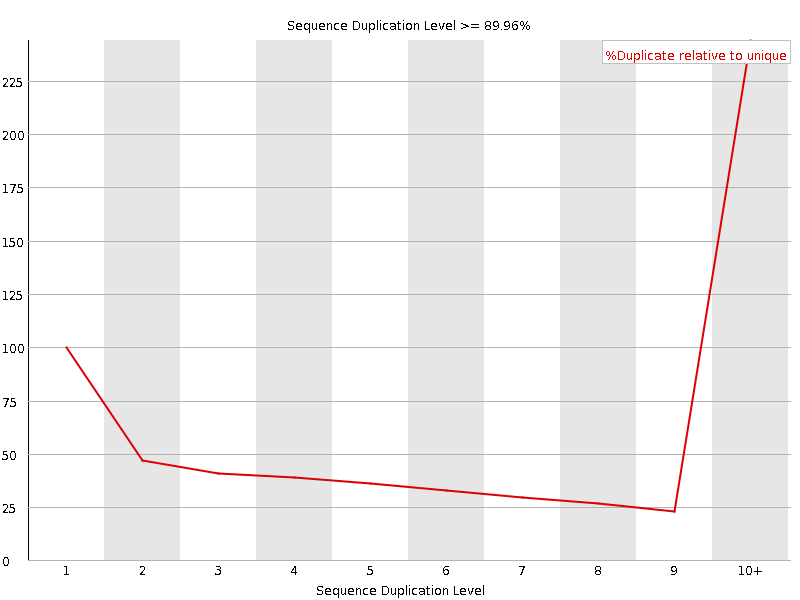 Sequence Duplication Level >= 89.96%
%Duplicate relative to unique
225
200
175
150
125
100
75
50
25
0
1 2 3 4 5 6 7 8 9 10+
Sequence Duplication Level